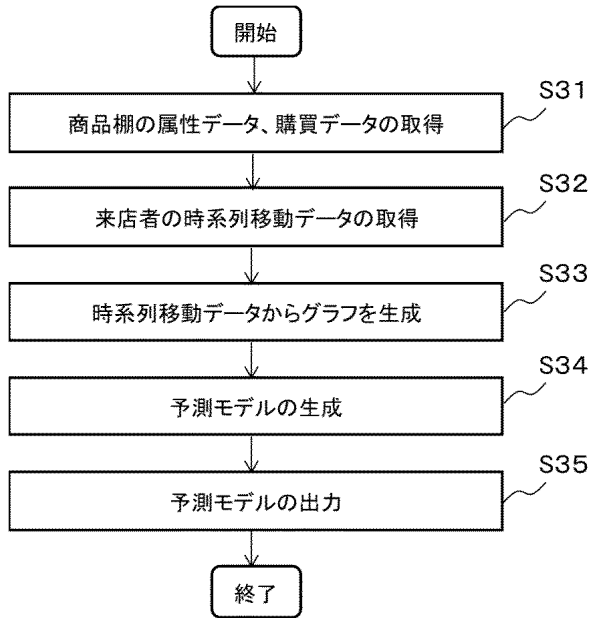 開始
S31
商品棚の属性データ、購買データの取得
S32
来店者の時系列移動データの取得
S33
時系列移動データからグラフを生成
S34
予測モデルの生成
S35
予測モデルの出力
終了